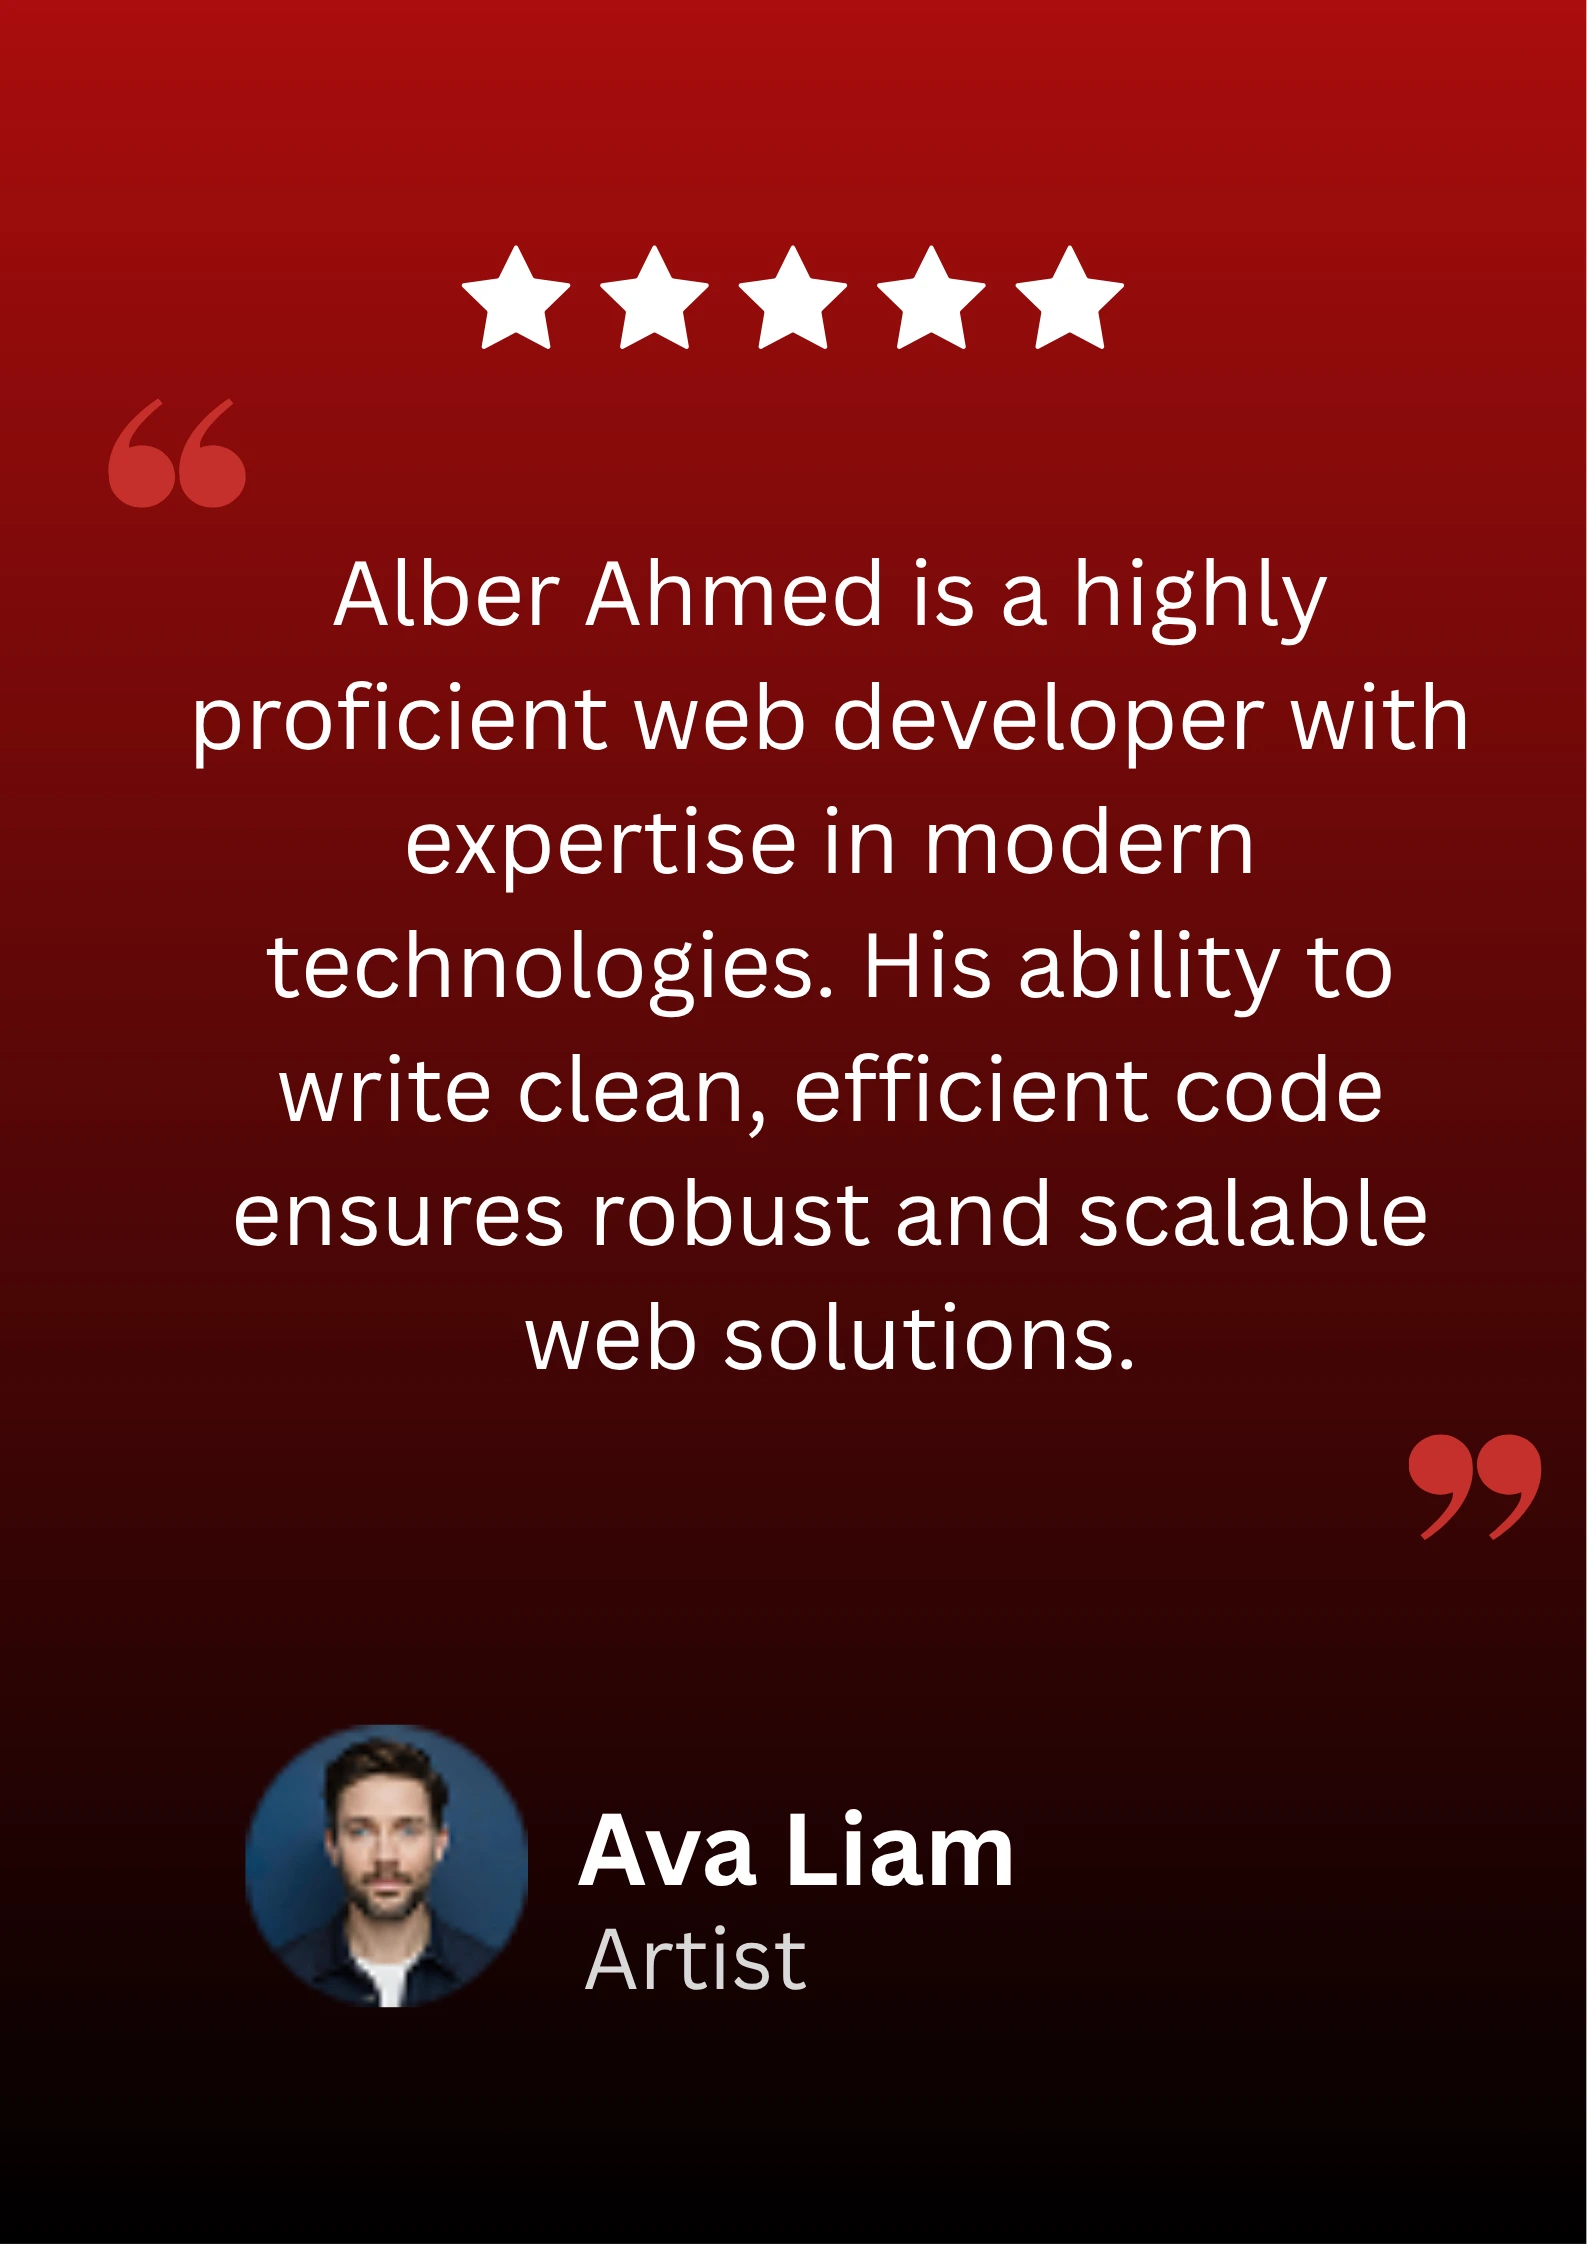 “
Alber Ahmed is a highly
proficient web developer with
expertise in modern
technologies. His ability to
write clean, efficient code
ensures robust and scalable
web solutions.
”
Ava Liam
Artist